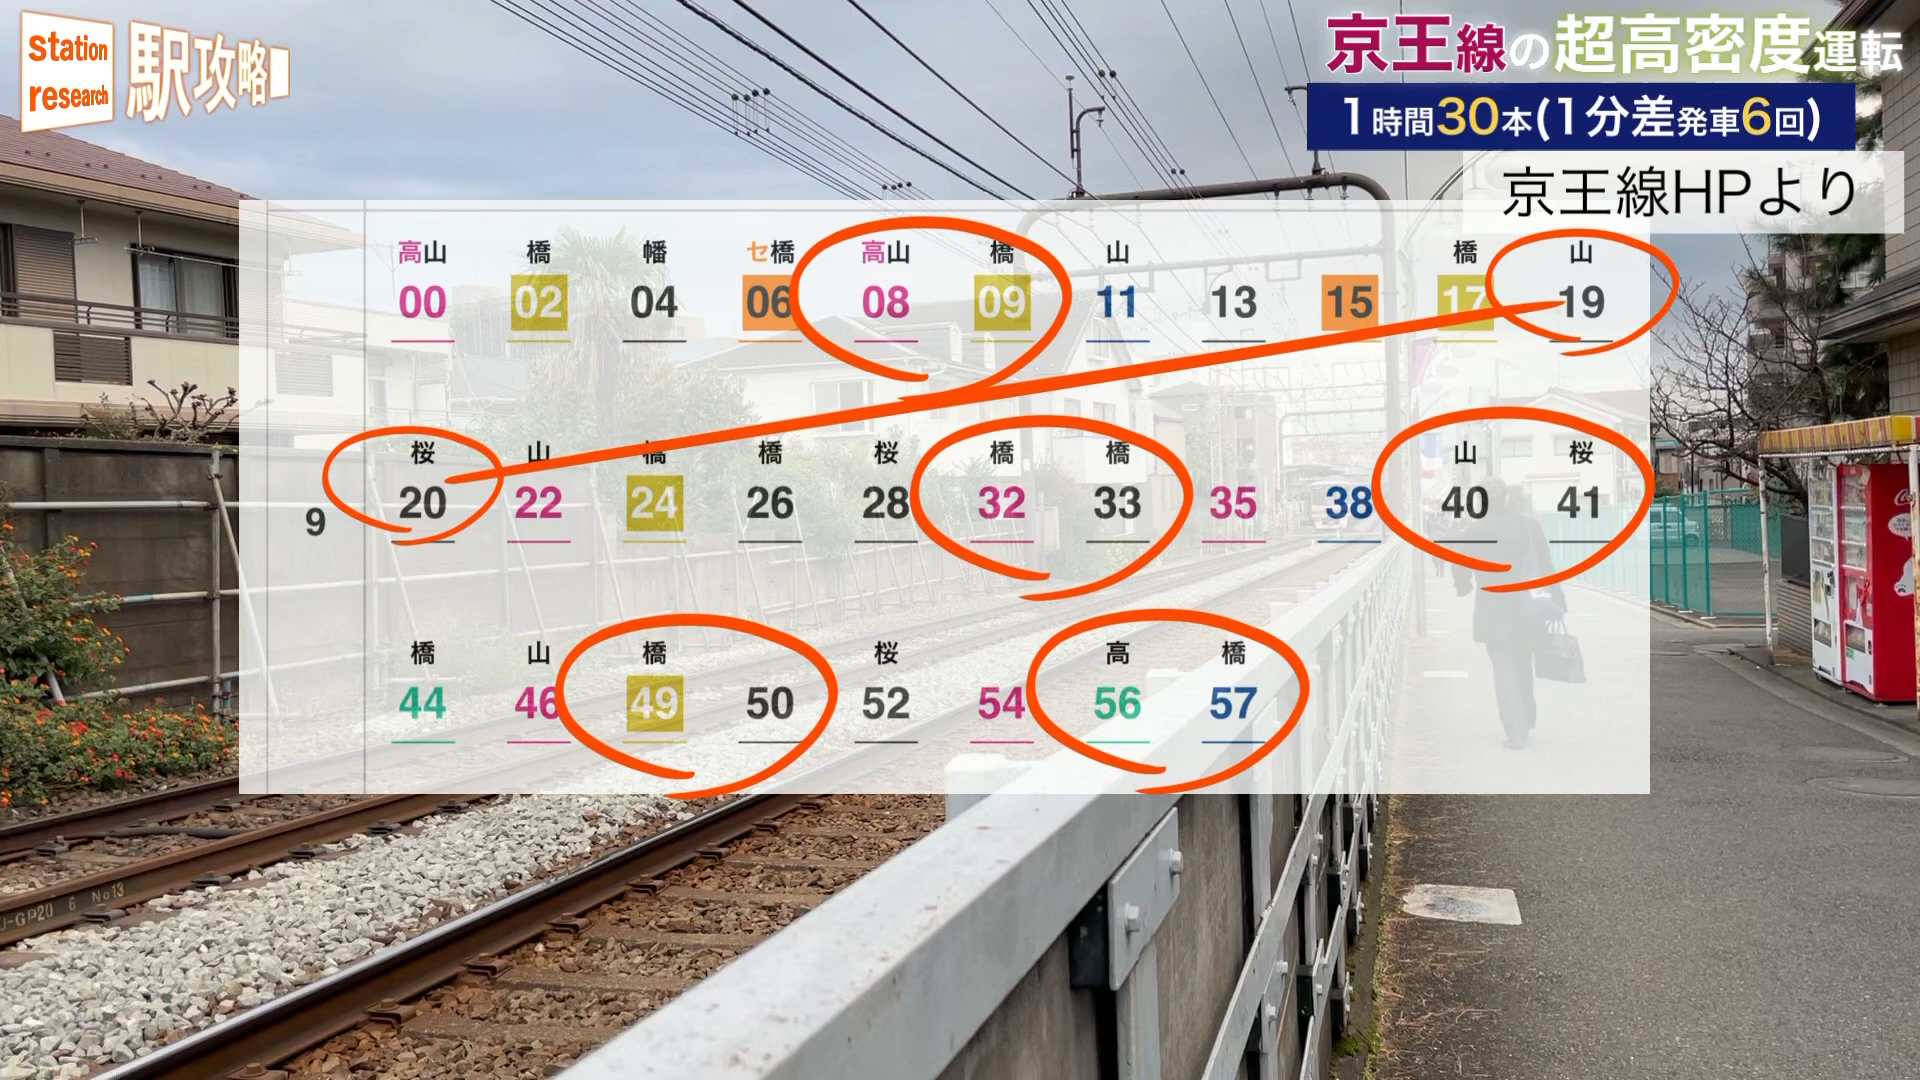 station
research
駅攻略
京王線の超高密度運転
1時間30本(1分差発車6回)
京王線HPより
高山 橋 幡 セ橋 高山 橋 山 橋 山
00 02 04 06 08 09 11 13 15 17 19
桜 山 橋 橋 桜 橋 橋 山 桜
9 20 22 24 26 28 32 33 35 38 40 41
橋 山 橋 桜 高 橋
44 46 49 50 52 54 56 57
J-GP20 6 No13